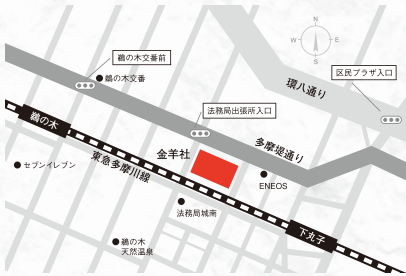 N
W
E
S
鵜の木交番前
鵜の木交番
環八通り
区民プラザ入口
法務局出張所入口
鵜の木
多摩堤通り
金羊社
セブンイレブン
東急多摩川線
ENEOS
法務局城南
下丸子
鵜の木
天然温泉